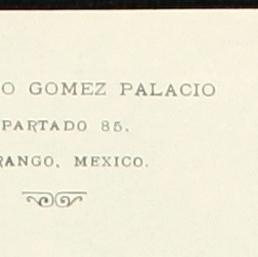 O GOMEZ PALACIO
PARTADO 85,
RANGO, MEXICO.